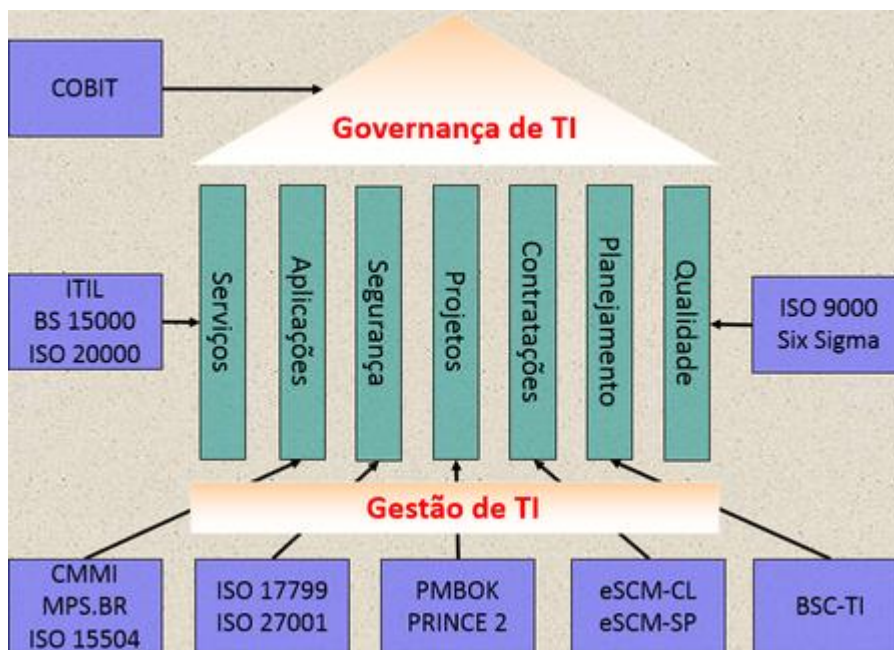 COBIT
Governança de TI
Serviços
Aplicações
Segurança
Projetos
Contratações
Planejamento
Qualidade
ITIL
BS 15000
ISO 20000
ISO 9000
Six Sigma
Gestão de TI
CMMI
MPS.BR
ISO 15504
ISO 17799
ISO 27001
PMBOK
PRINCE 2
eSCM-CL
eSCM-SP
BSC-TI